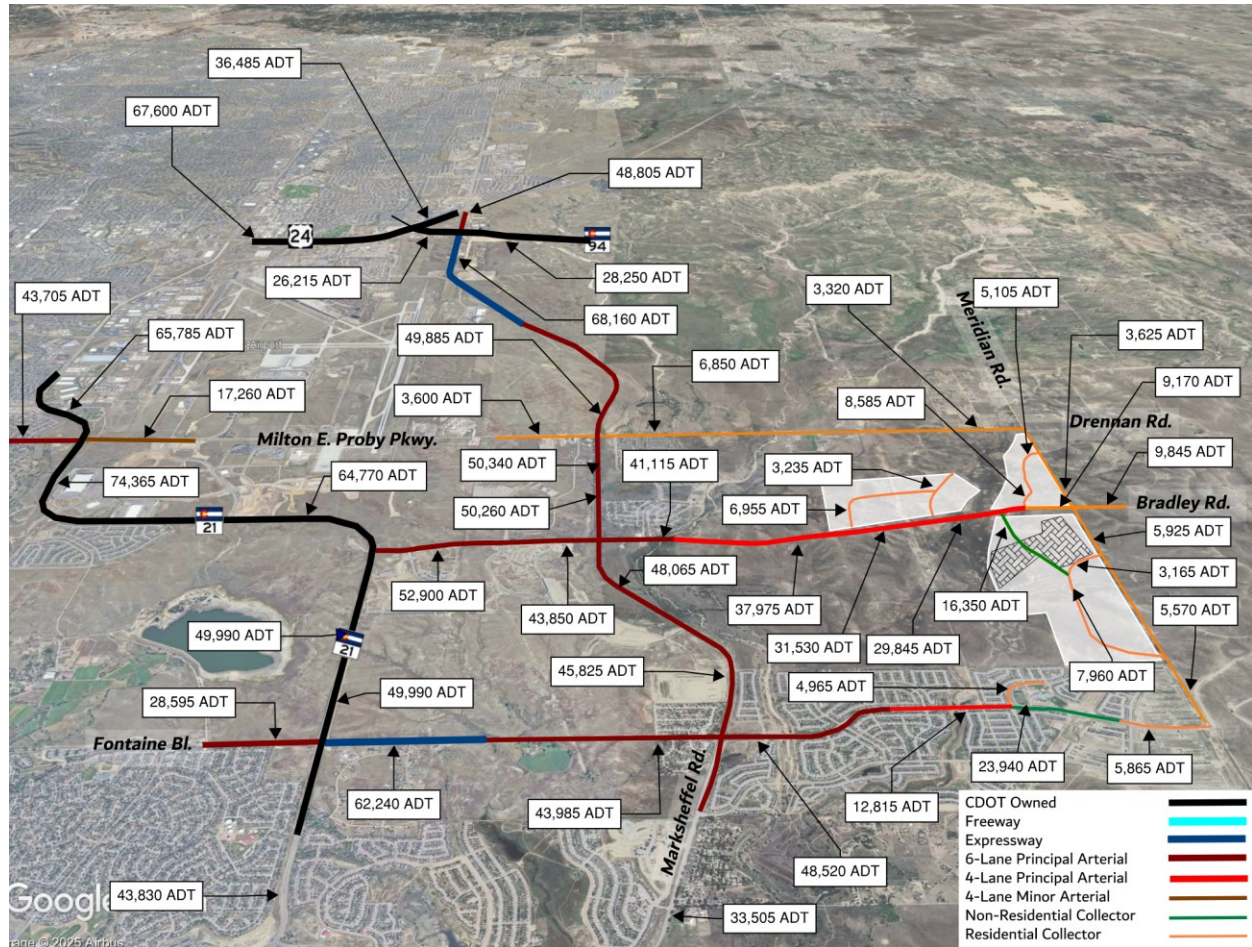 36,485 ADT
67,600 ADT
48,805 ADT
24
94
26,215 ADT
28,250 ADT
43,705 ADT
3,320 ADT
5,105 ADT
Meridian Rd.
65,785 ADT
68,160 ADT
49,885 ADT
3,625 ADT
6,850 ADT
9,170 ADT
17,260 ADT
3,600 ADT
8,585 ADT
Drennan Rd.
Milton E. Proby Pkwy.
50,340 ADT
41,115 ADT
3,235 ADT
9,845 ADT
74,365 ADT
64,770 ADT
Bradley Rd.
50,260 ADT
6,955 ADT
21
5,925 ADT
48,065 ADT
3,165 ADT
52,900 ADT
43,850 ADT
37,975 ADT
16,350 ADT
5,570 ADT
49,990 ADT
21
31,530 ADT
29,845 ADT
45,825 ADT
7,960 ADT
4,965 ADT
28,595 ADT
49,990 ADT
Fontaine Bl.
Marksheffel Rd.
23,940 ADT
5,865 ADT
62,240 ADT
43,985 ADT
12,815 ADT
48,520 ADT
43,830 ADT
33,505 ADT
CDOT Owned
Freeway
Expressway
6-Lane Principal Arterial
4-Lane Principal Arterial
4-Lane Minor Arterial
Non-Residential Collector
Residential Collector
Google
© 2025 Airbus